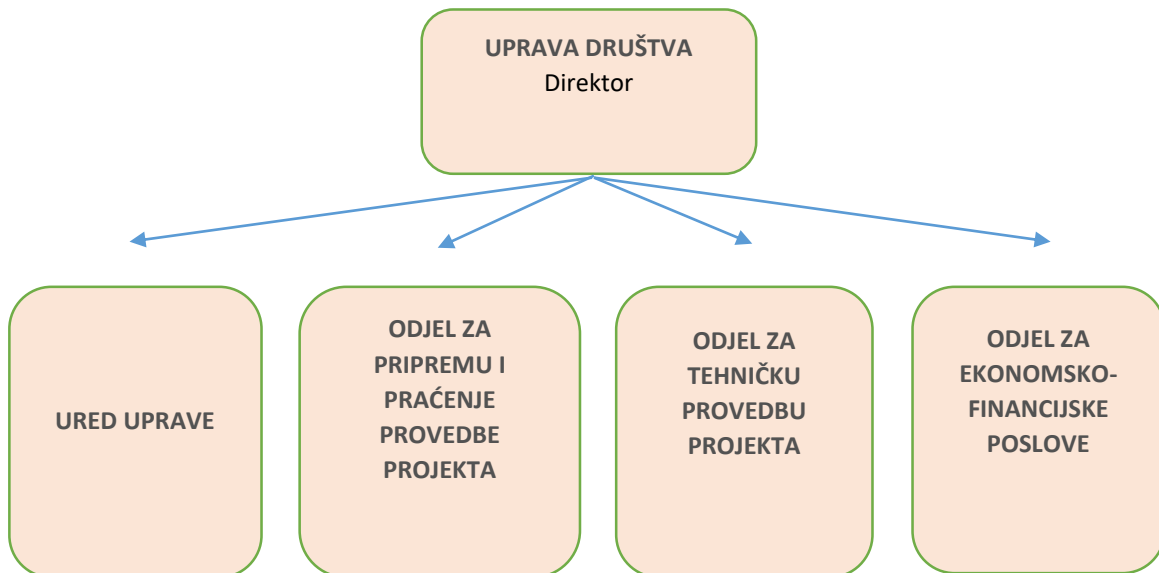 UPRAVA DRUŠTVA
Direktor
URED UPRAVE
ODJEL ZA
PRIPREMU I
PRAĆENJE
PROVEDBE
PROJEKTA
ODJEL ZA
TEHNIČKU
PROVEDBU
PROJEKTA
ODJEL ZA
EKONOMSKO-
FINANCIJSKE
POSLOVE